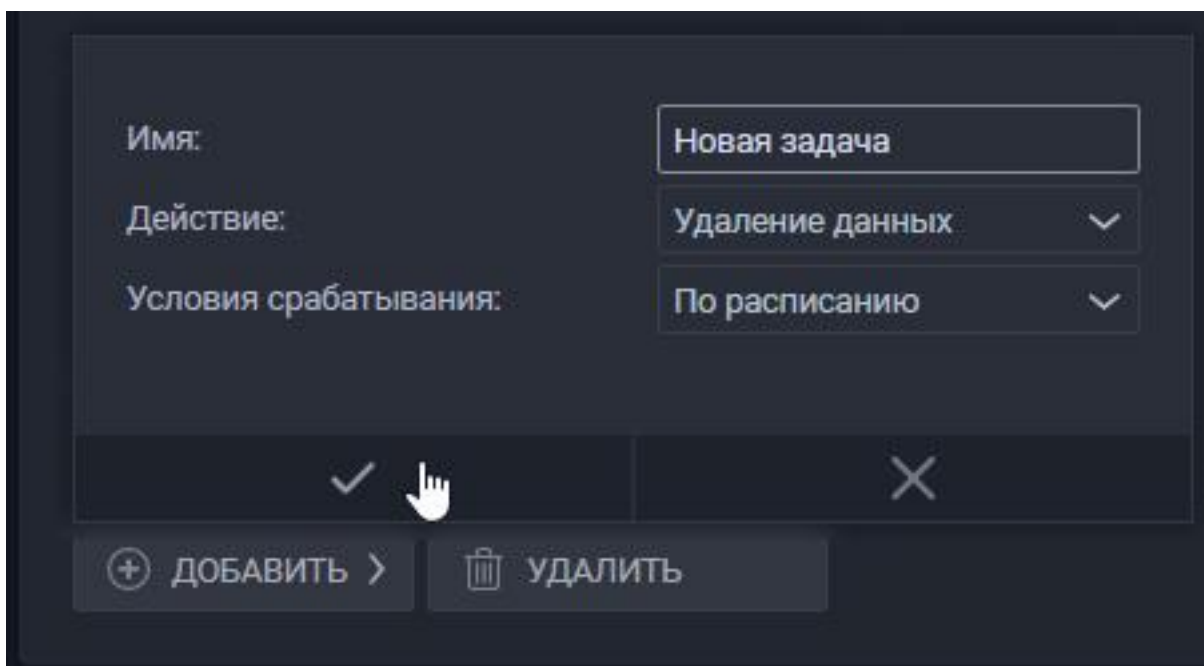 Имя:
Новая задача
Действие:
Удаление данных
Условия срабатывания:
По расписанию
ДОБАВИТЬ
УДАЛИТЬ